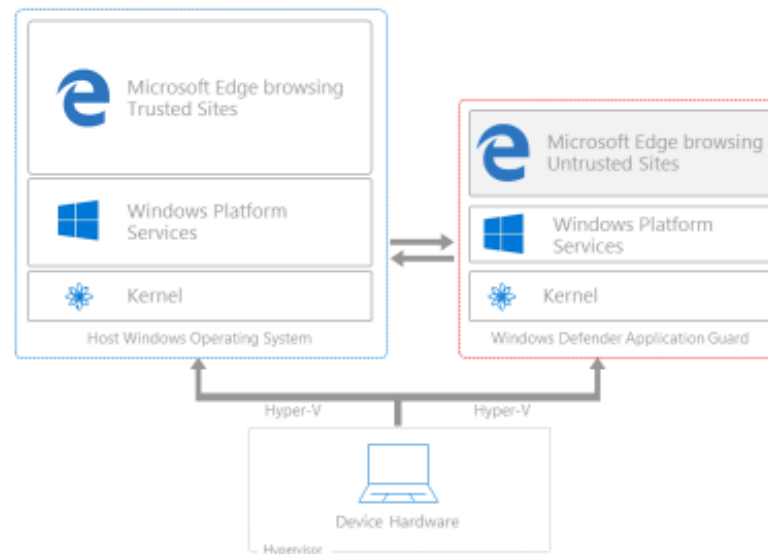 Microsoft Edge browsing
Trusted Sites
Windows Platform
Services
Kernel
Host Windows Operating System
Microsoft Edge browsing
Untrusted Sites
Windows Platform
Services
Kernel
Windows Defender Application Guard
Hyper-V
Hyper-V
Device Hardware
Hypervisor